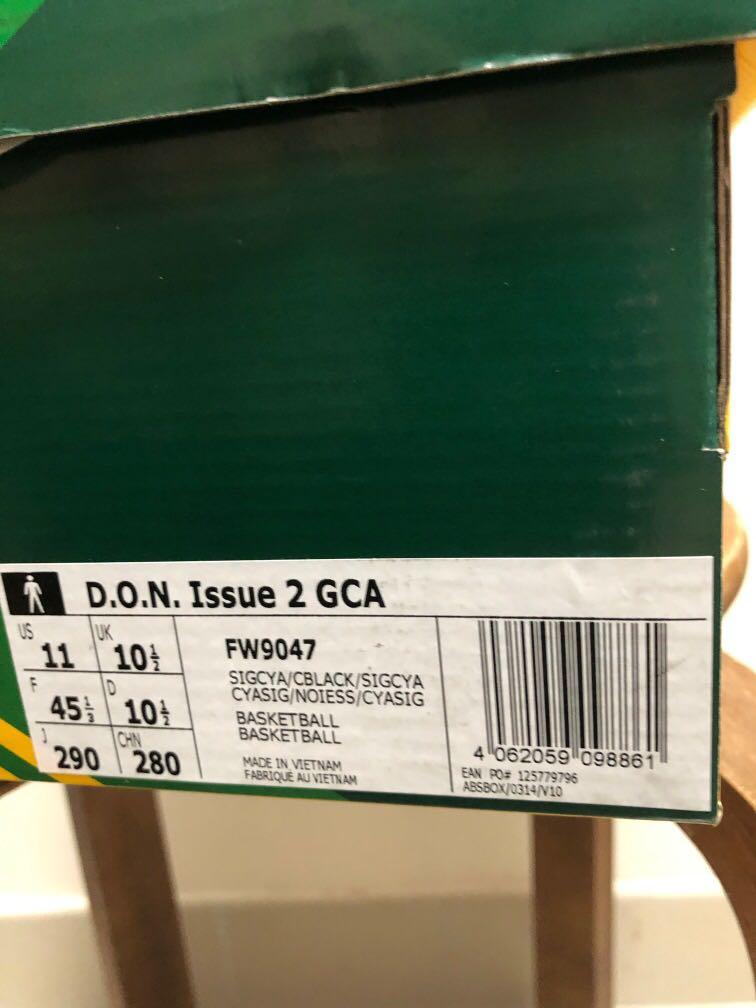 D.O.N. Issue 2 GCA
US 11 UK 10½
F 45⅓ D 10½
J 290 CHN 280
FW9047
SIGCYA/CBLACK/SIGCYA
CYASIG/NOIESS/CYASIG
BASKETBALL
BASKETBALL
MADE IN VIETNAM
FABRIQUÉ AU VIETNAM
4 062059 098861
EAN PO# 125779796
ABSBOX/0314/V10